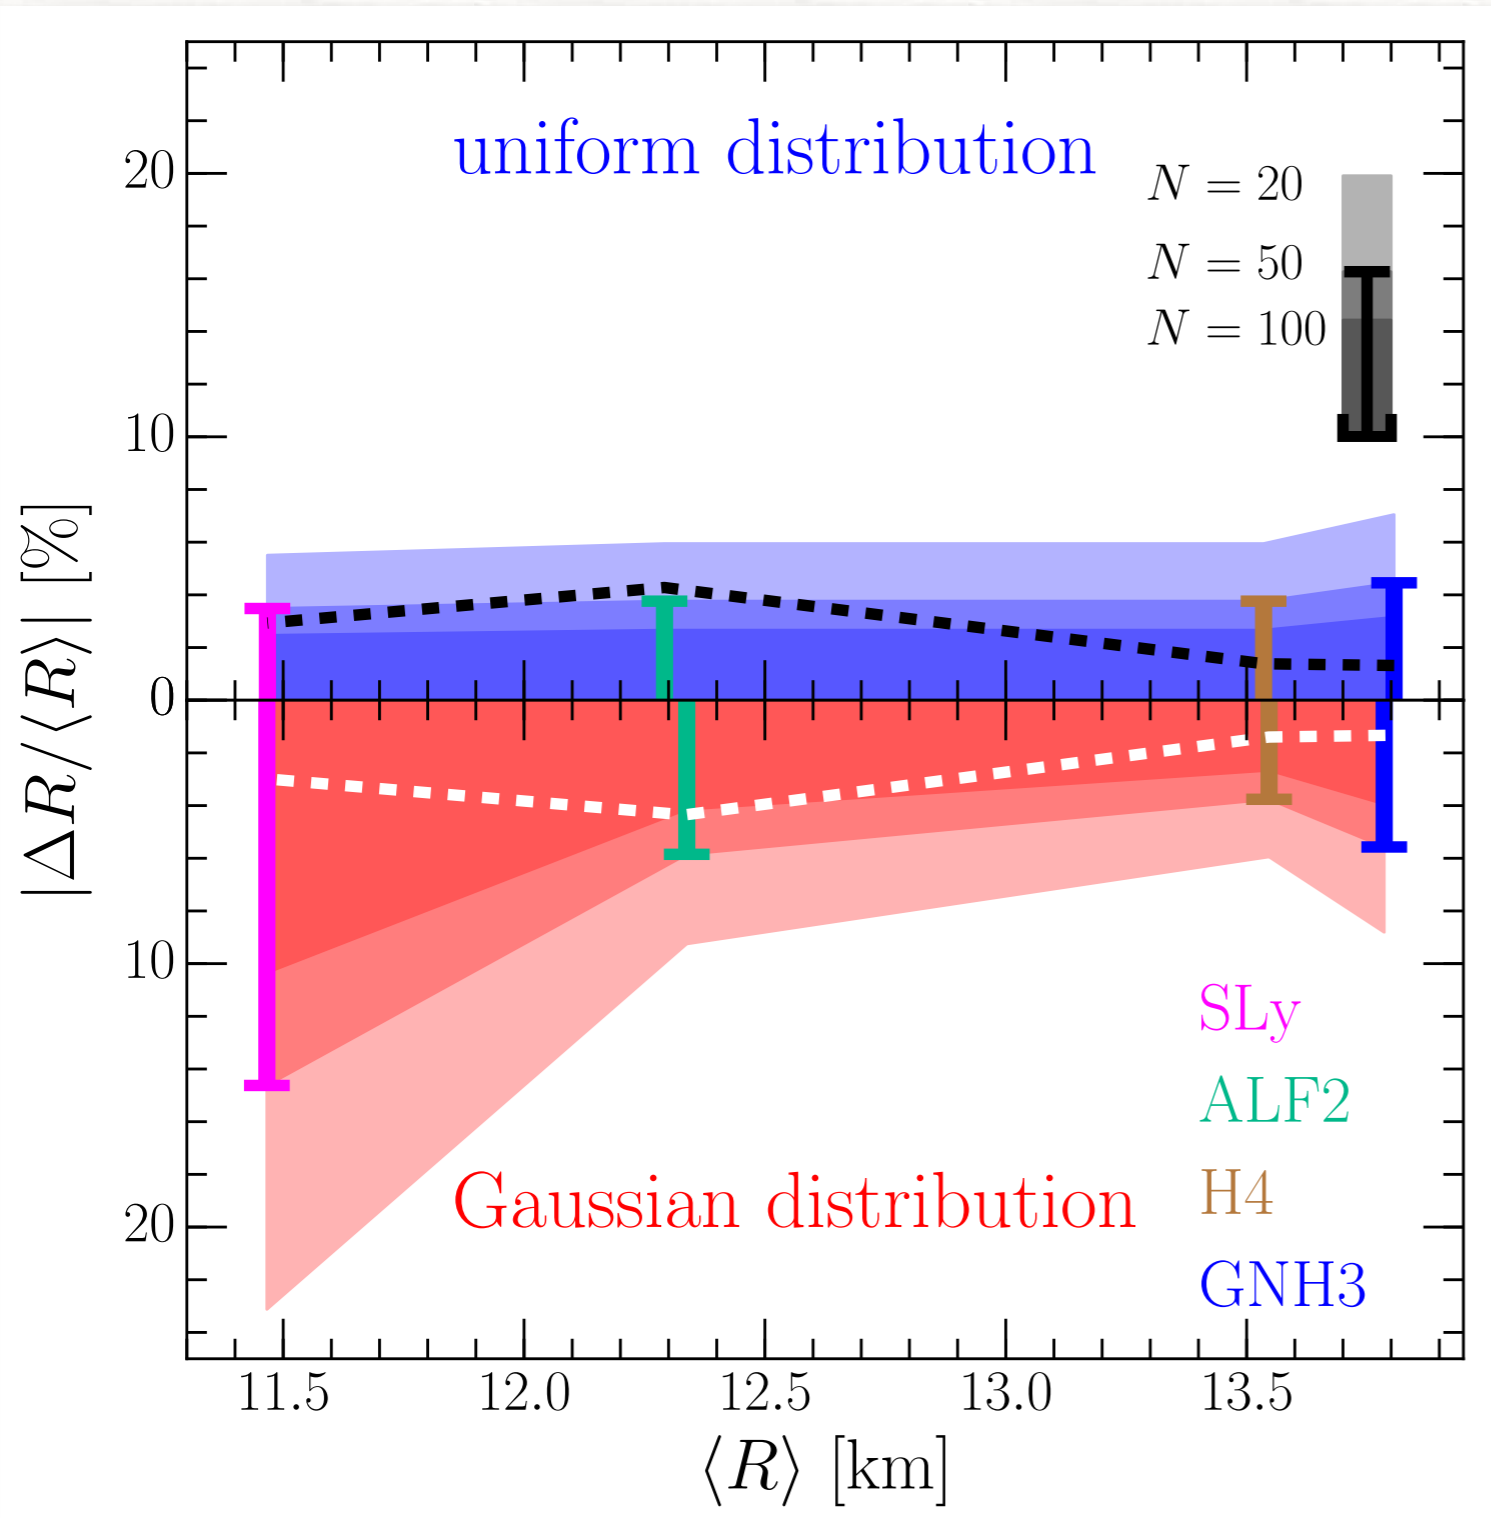 uniform distribution
N = 20
N = 50
N = 100
20
10
0
10
20
|ΔR/⟨R⟩| [%]
SLy
ALF2
Gaussian distribution
H4
GNH3
11.5 12.0 12.5 13.0 13.5
⟨R⟩ [km]